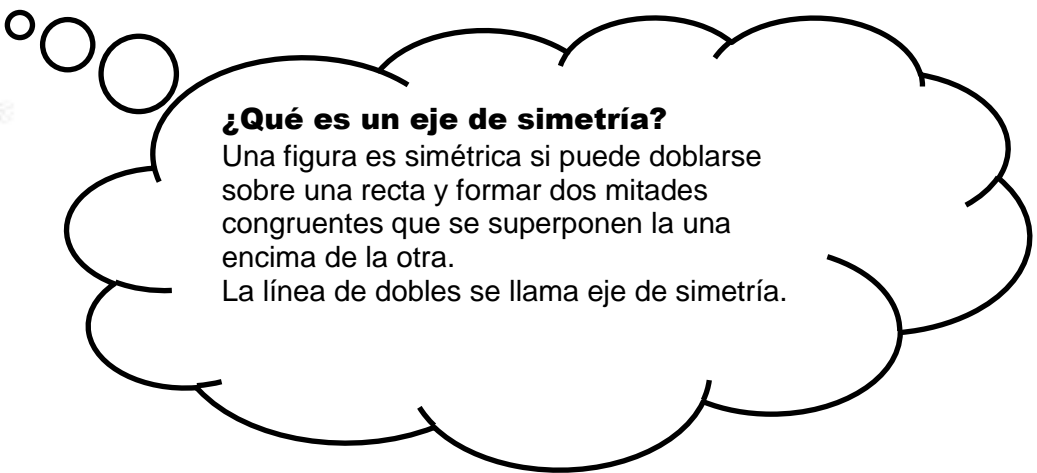 ¿Qué es un eje de simetría?
Una figura es simétrica si puede doblarse
sobre una recta y formar dos mitades
congruentes que se superponen la una
encima de la otra.
La línea de dobles se llama eje de simetría.